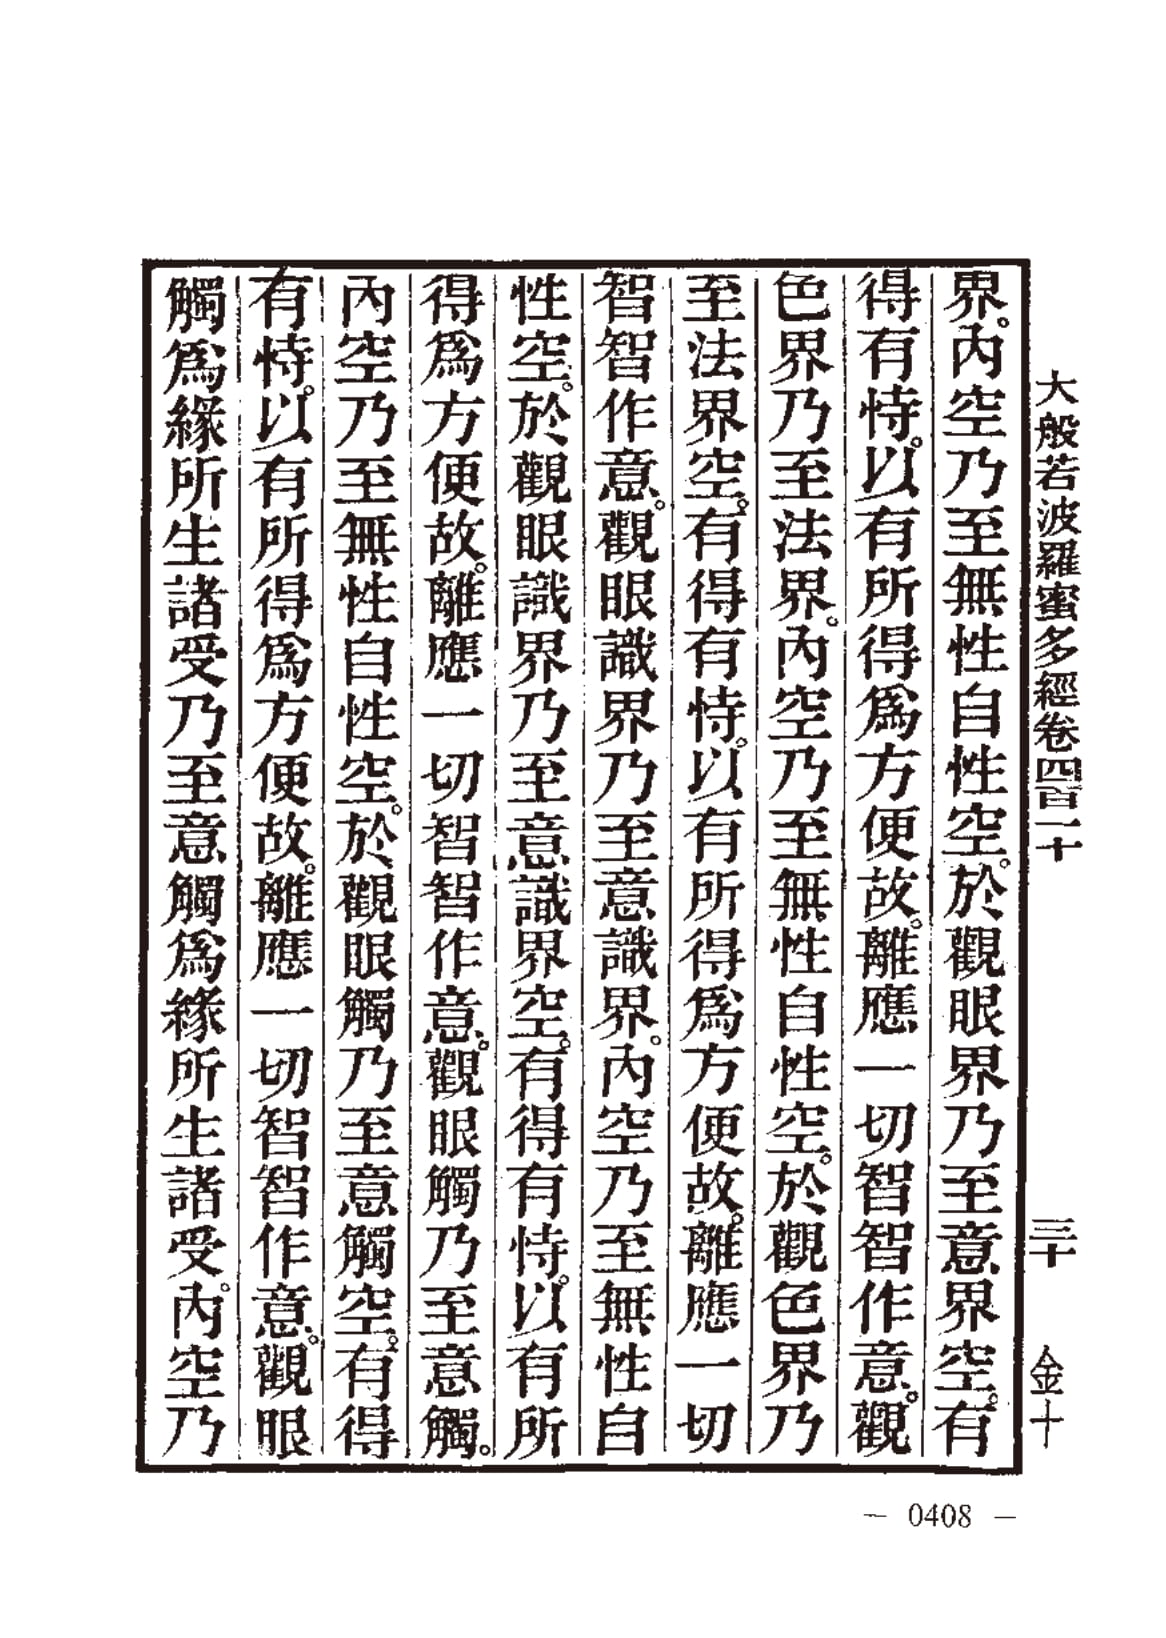 大般若波羅蜜多經卷四百一十 三十 金十
界。內空乃至無性自性空。於觀眼界乃至意界空。有
得有恃。以有所得爲方便故。離應一切智智作意。觀
色界乃至法界。內空乃至無性自性空。於觀色界乃
至法界空。有得有恃。以有所得爲方便故。離應一切
智智作意。觀眼識界乃至意識界。內空乃至無性自
性空。於觀眼識界乃至意識界空。有得有恃。以有所
得爲方便故。離應一切智智作意。觀眼觸乃至意觸。
內空乃至無性自性空。於觀眼觸乃至意觸空。有得
有恃。以有所得爲方便故。離應一切智智作意。觀眼
觸爲緣所生諸受乃至意觸爲緣所生諸受。內空乃
— 0408 —